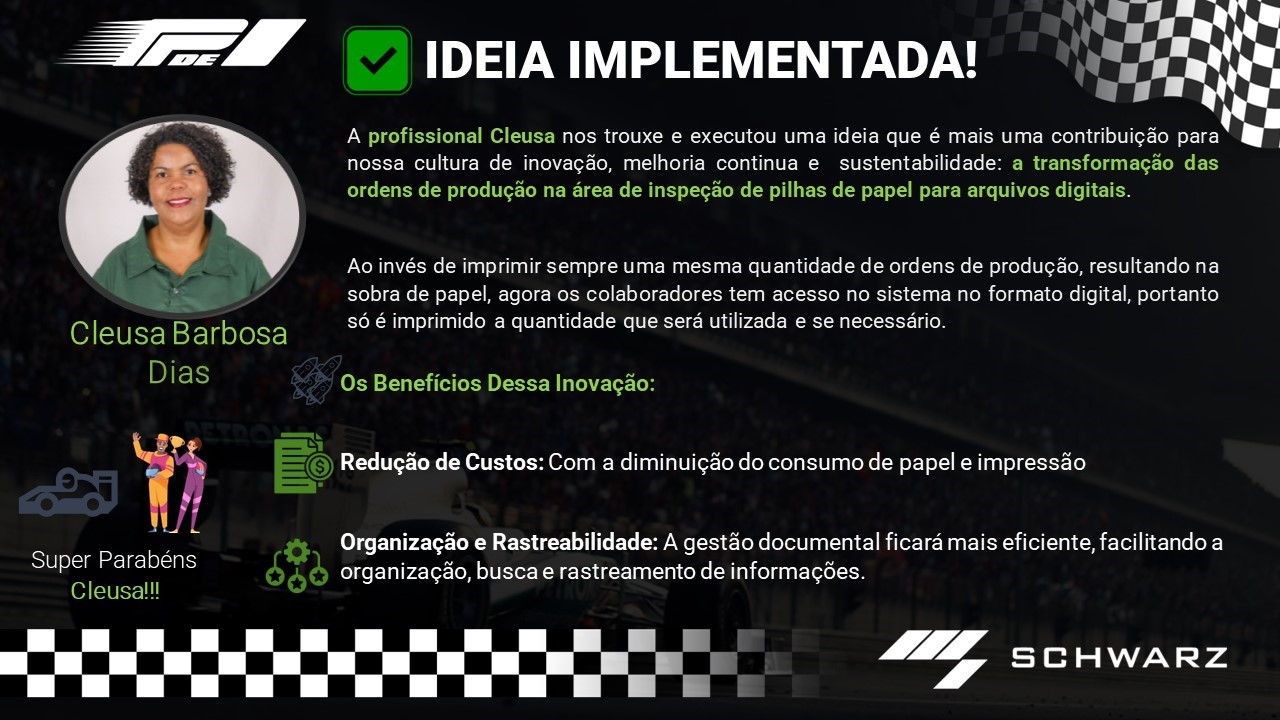 P DE 1
IDEIA IMPLEMENTADA!
A profissional Cleusa nos trouxe e executou uma ideia que é mais uma contribuição para
nossa cultura de inovação, melhoria continua e sustentabilidade: a transformação das
ordens de produção na área de inspeção de pilhas de papel para arquivos digitais.
Ao invés de imprimir sempre uma mesma quantidade de ordens de produção, resultando na
sobra de papel, agora os colaboradores tem acesso no sistema no formato digital, portanto
só é imprimido a quantidade que será utilizada e se necessário.
Cleusa Barbosa
Dias
Os Benefícios Dessa Inovação:
PETRONAS
Redução de Custos: Com a diminuição do consumo de papel e impressão
Organização e Rastreabilidade: A gestão documental ficará mais eficiente, facilitando a
organização, busca e rastreamento de informações.
Super Parabéns
Cleusa!!!
SCHWARZ